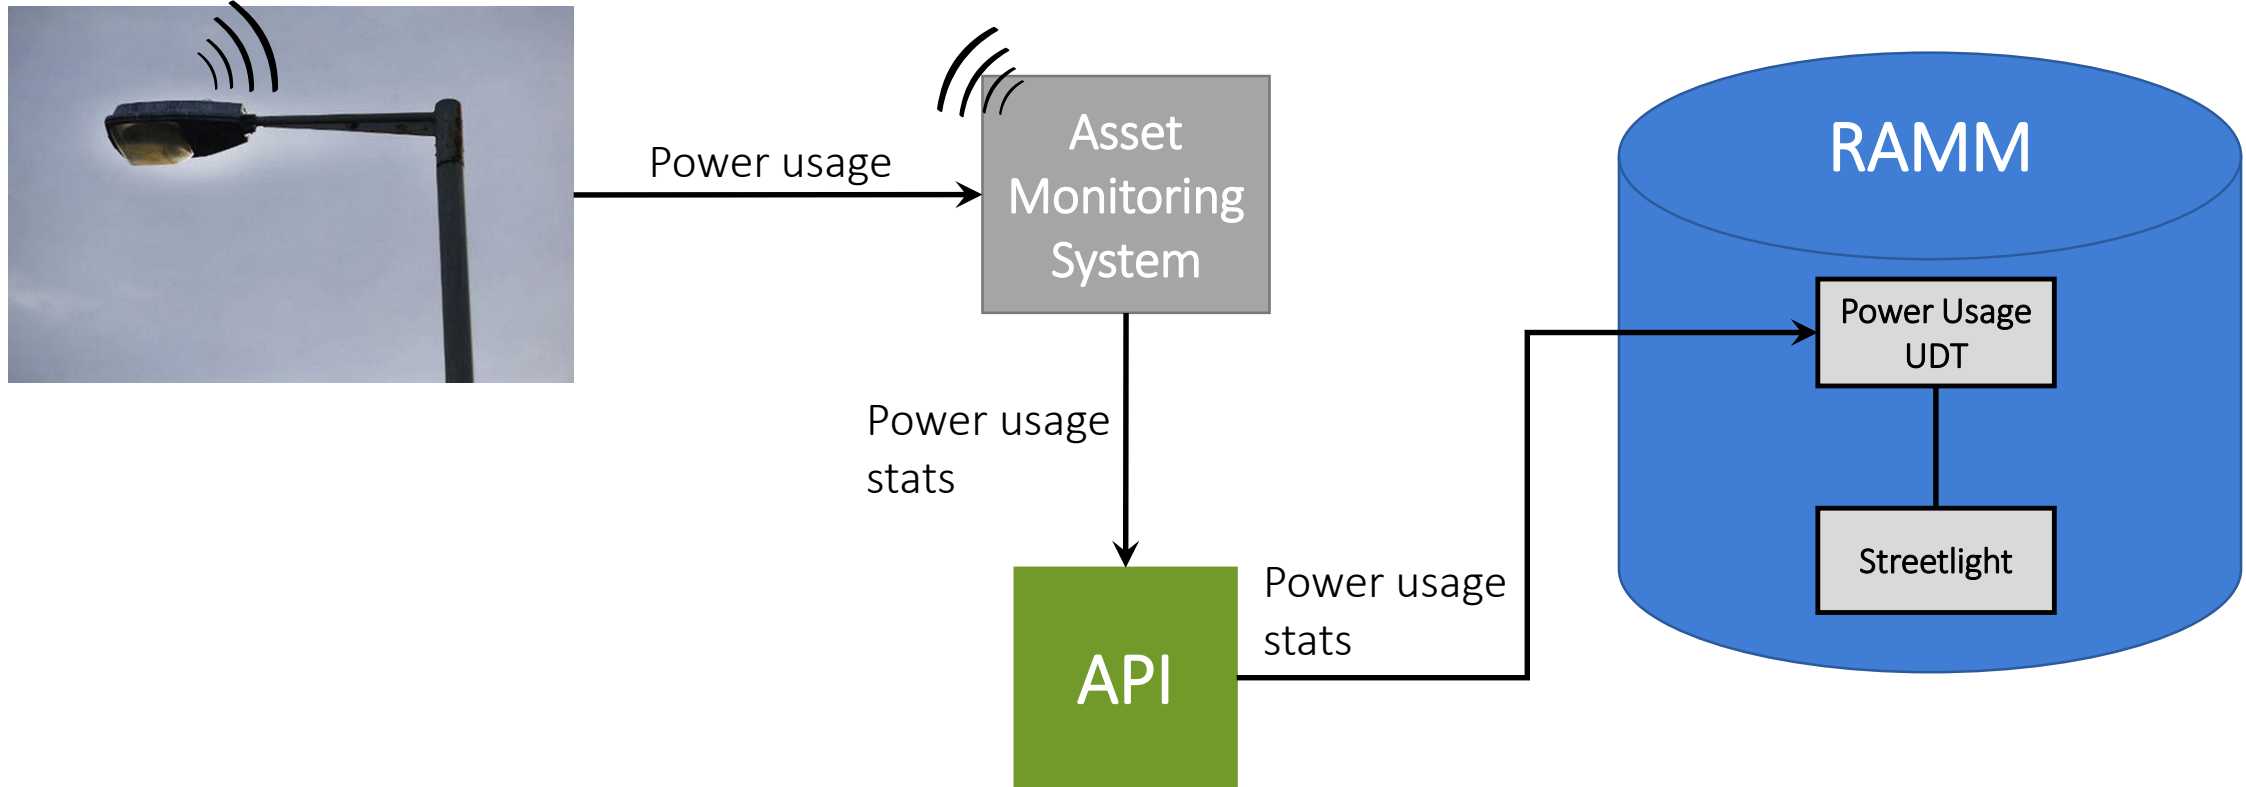 Power usage
Asset
Monitoring
System
RAMM
Power Usage
UDT
Power usage
stats
Streetlight
Power usage
stats
API